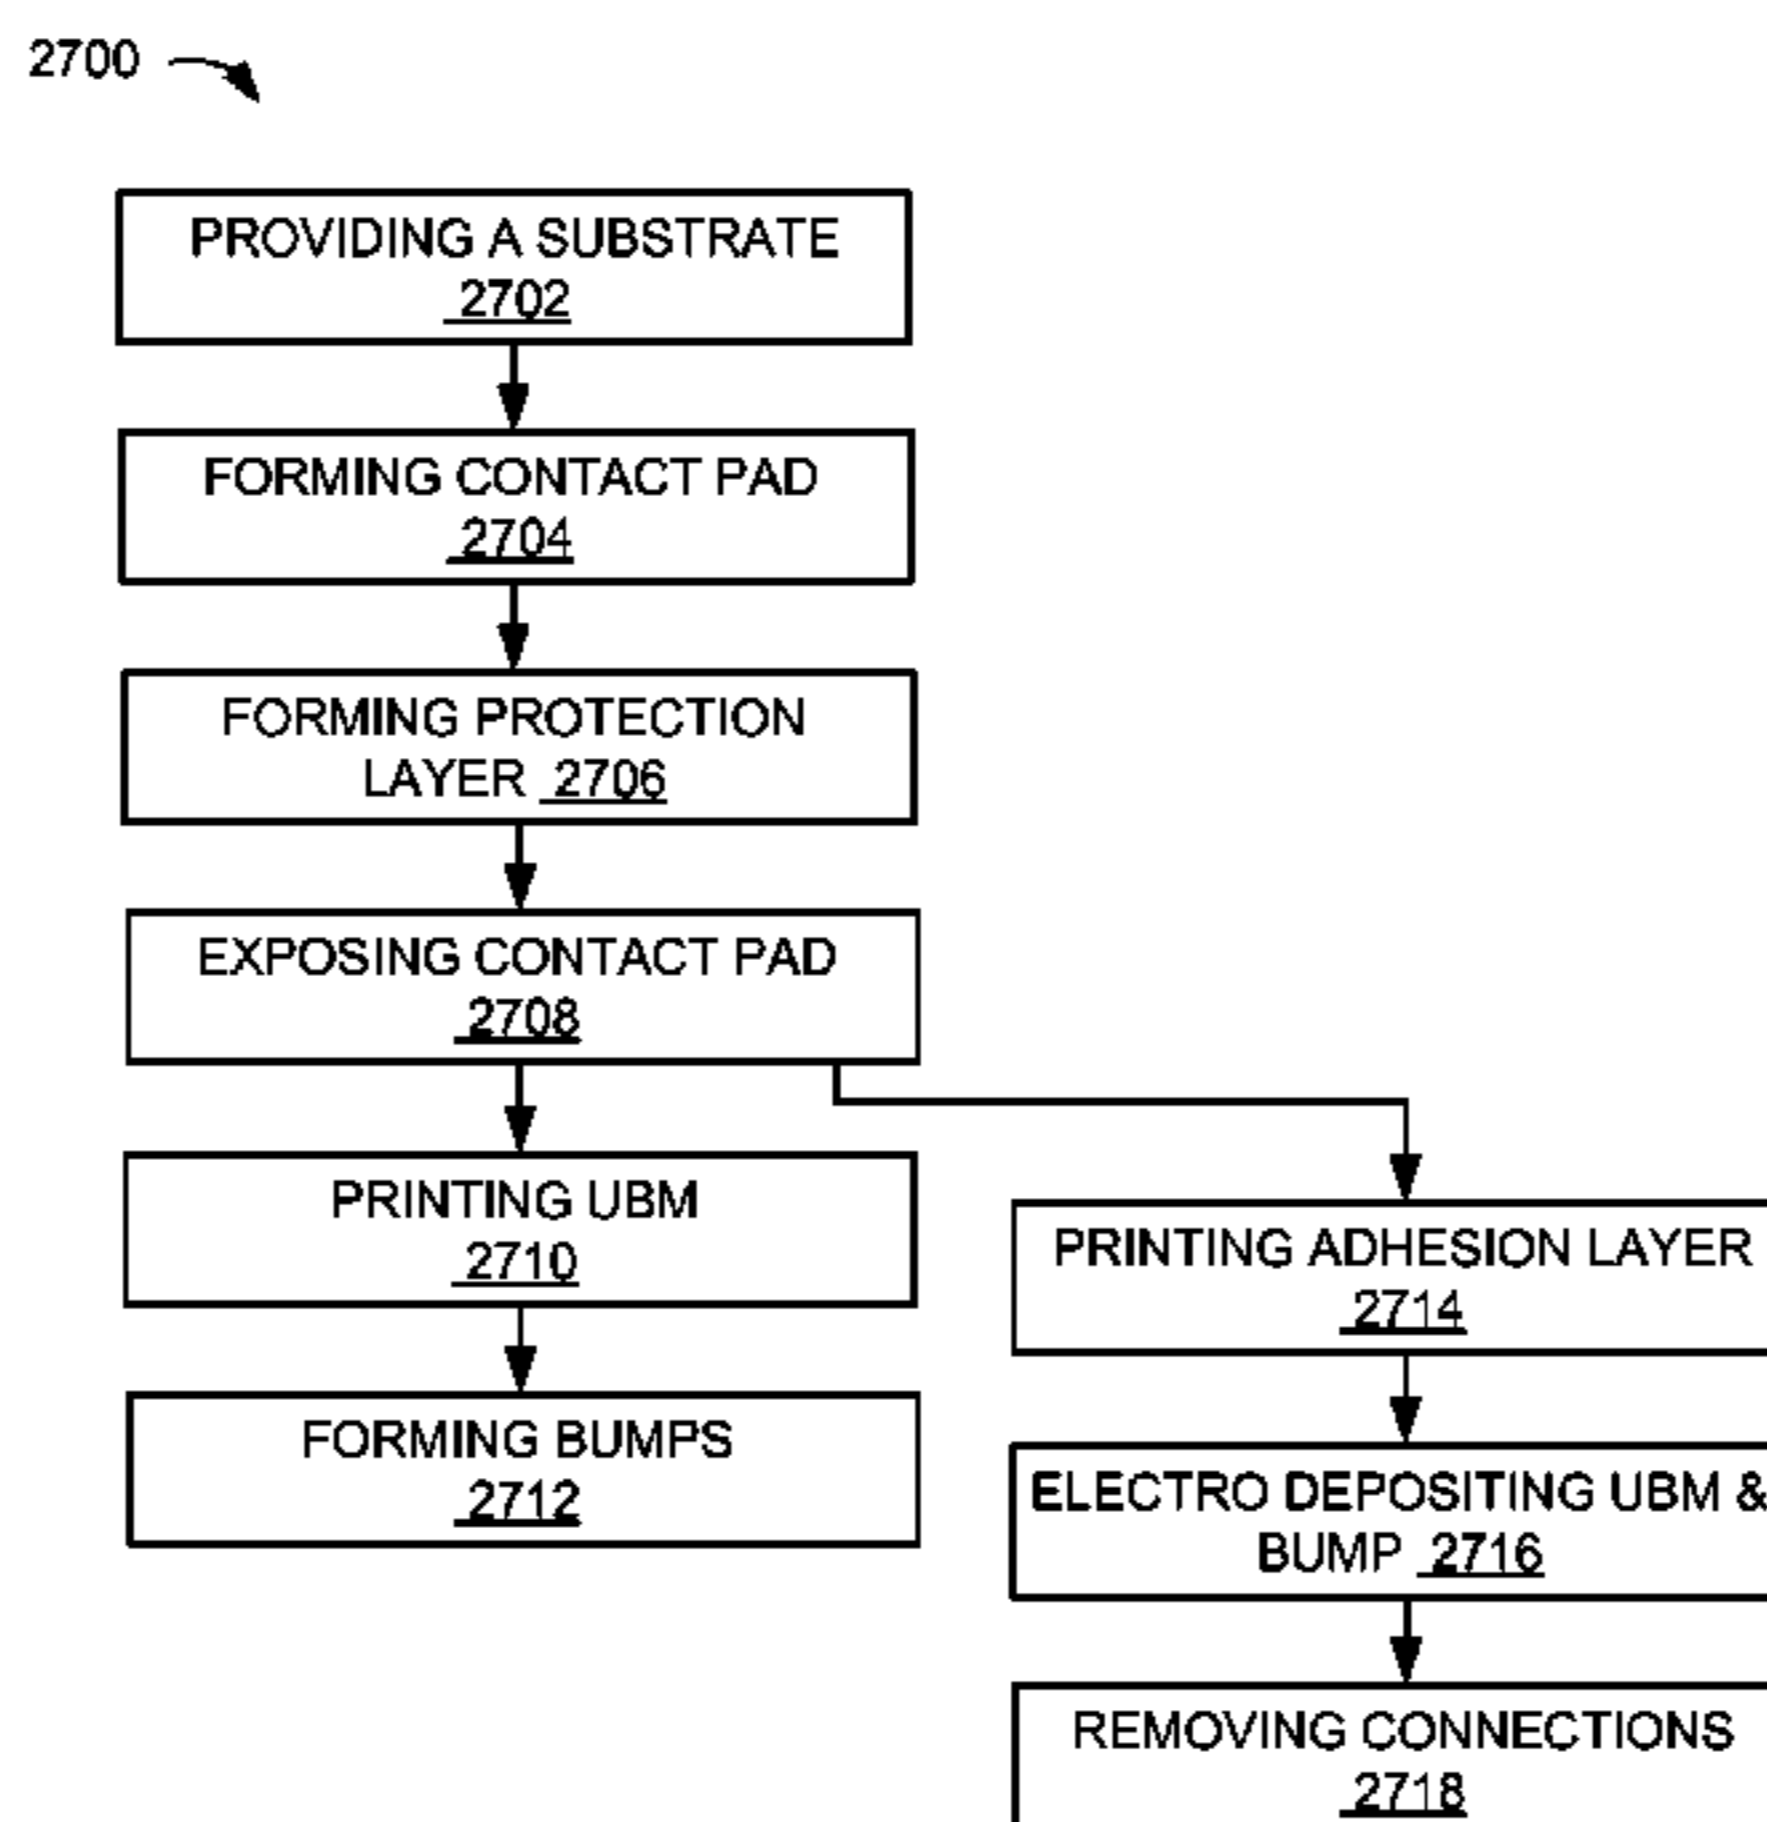 2700
PROVIDING A SUBSTRATE
2702
FORMING CONTACT PAD
2704
FORMING PROTECTION
LAYER 2706
EXPOSING CONTACT PAD
2708
PRINTING UBM
2710
FORMING BUMPS
2712
PRINTING ADHESION LAYER
2714
ELECTRO DEPOSITING UBM &
BUMP 2716
REMOVING CONNECTIONS
2718